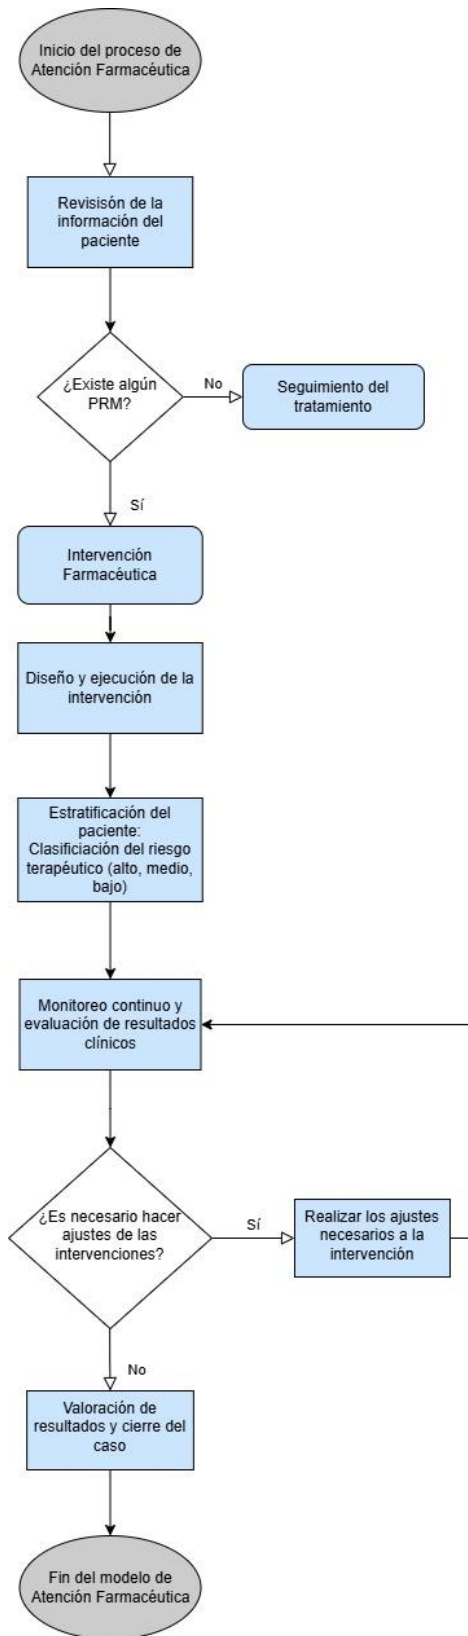 Inicio del proceso de
Atención Farmacéutica
Revisisón de la
información del
paciente
¿Existe algún
PRM?
No
Seguimiento del
tratamiento
Sí
Intervención
Farmacéutica
Diseño y ejecución de la
intervención
Estratificación del
paciente:
Clasificiación del riesgo
terapéutico (alto, medio,
bajo)
Monitoreo continuo y
evaluación de resultados
clínicos
¿Es necesario hacer
ajustes de las
intervenciones?
Sí
Realizar los ajustes
necesarios a la
intervención
No
Valoración de
resultados y cierre del
caso
Fin del modelo de
Atención Farmacéutica